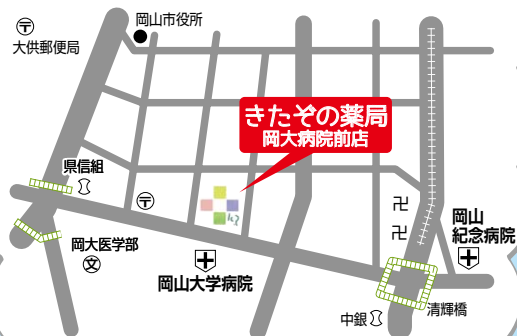 岡山市役所
大供郵便局
きたぞの薬局
岡大病院前店
県信組
岡大医学部
文
岡山大学病院
岡山
紀念病院
中銀
清輝橋